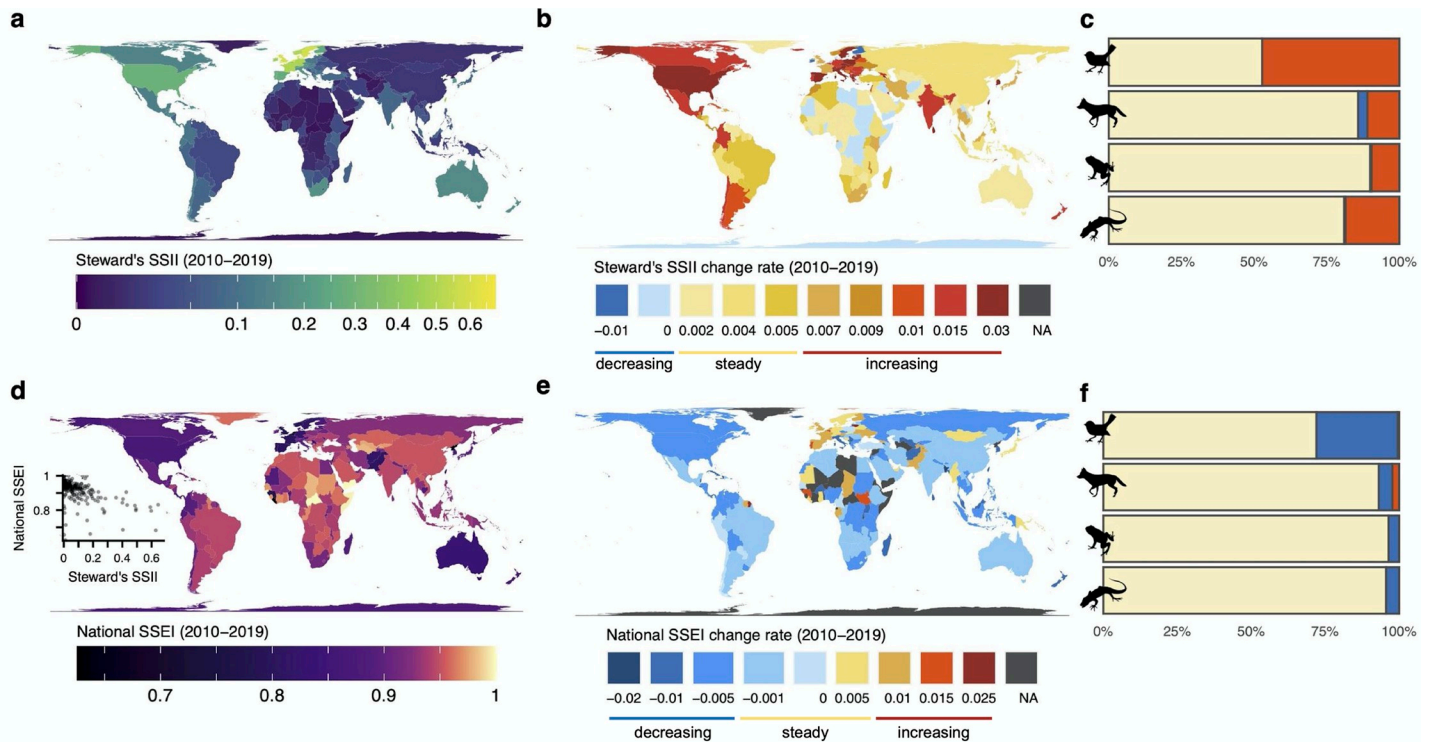 a
Steward's SSII (2010–2019)
0 0.1 0.2 0.3 0.4 0.5 0.6
b
Steward's SSII change rate (2010–2019)
−0.01 0 0.002 0.004 0.005 0.007 0.009 0.01 0.015 0.03 NA
decreasing steady increasing
c
0% 25% 50% 75% 100%
d
National SSEI
1
0.8
0 0.2 0.4 0.6
Steward's SSII
National SSEI (2010–2019)
0.7 0.8 0.9 1
e
National SSEI change rate (2010–2019)
−0.02 −0.01 −0.005 −0.001 0 0.005 0.01 0.015 0.025 NA
decreasing steady increasing
f
0% 25% 50% 75% 100%